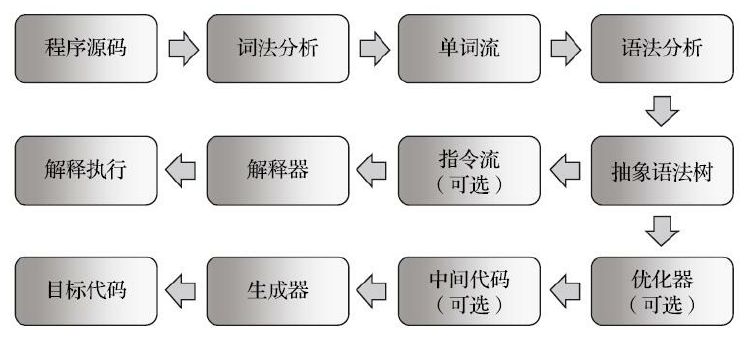 程序源码
词法分析
单词流
语法分析
解释执行
解释器
指令流
（可选）
抽象语法树
目标代码
生成器
中间代码
（可选）
优化器
（可选）